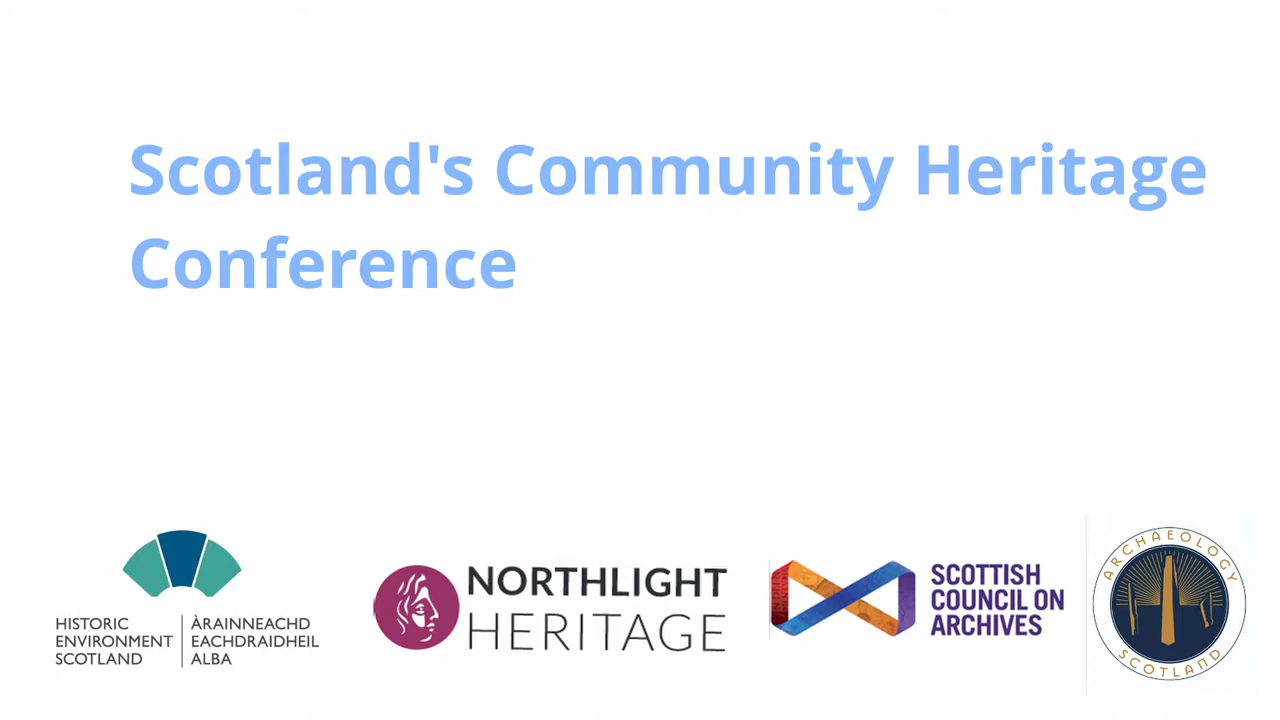 Scotland's Community Heritage
Conference
HISTORIC
ENVIRONMENT
SCOTLAND
ÀRAINNEACHD
EACHDRAIDHEIL
ALBA
NORTHLIGHT
HERITAGE
SCOTTISH
COUNCIL ON
ARCHIVES
ARCHAEOLOGY
SCOTLAND